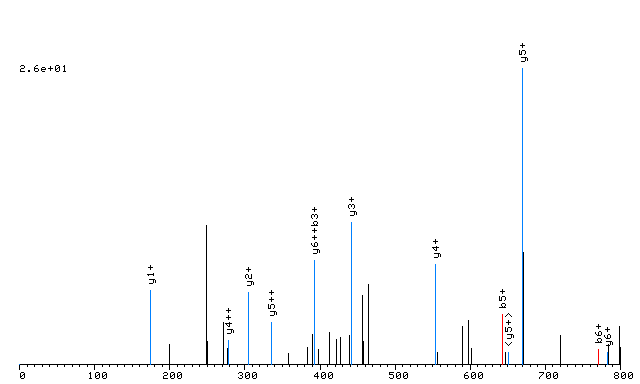 y5+
2.6e+01
y3+
y6++b3+
y4+
y1+
y2+
y5++
b5+
y4++
<y5+>
b6+
y6+
0 100 200 300 400 500 600 700 800